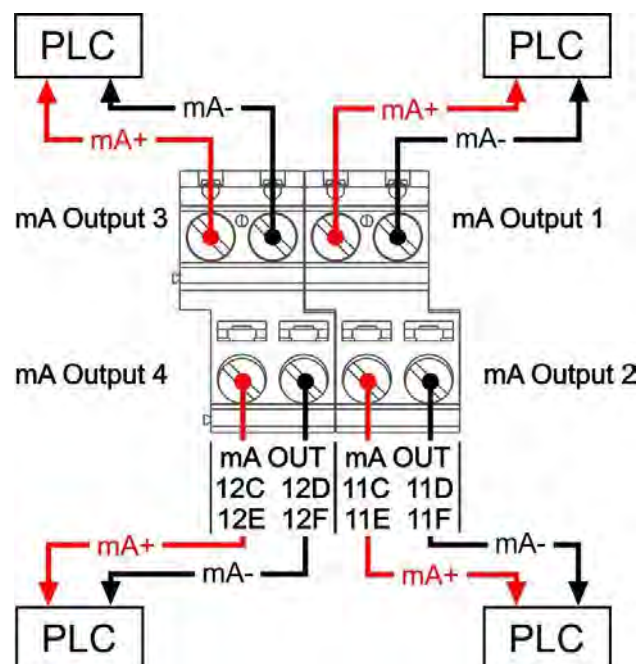 PLC PLC
mA- mA+
mA+ mA-
mA Output 3 mA Output 1
mA Output 4 mA Output 2
mA OUT mA OUT
12C 12D 11C 11D
12E 12F 11E 11F
mA+ mA-
mA- mA+
PLC PLC